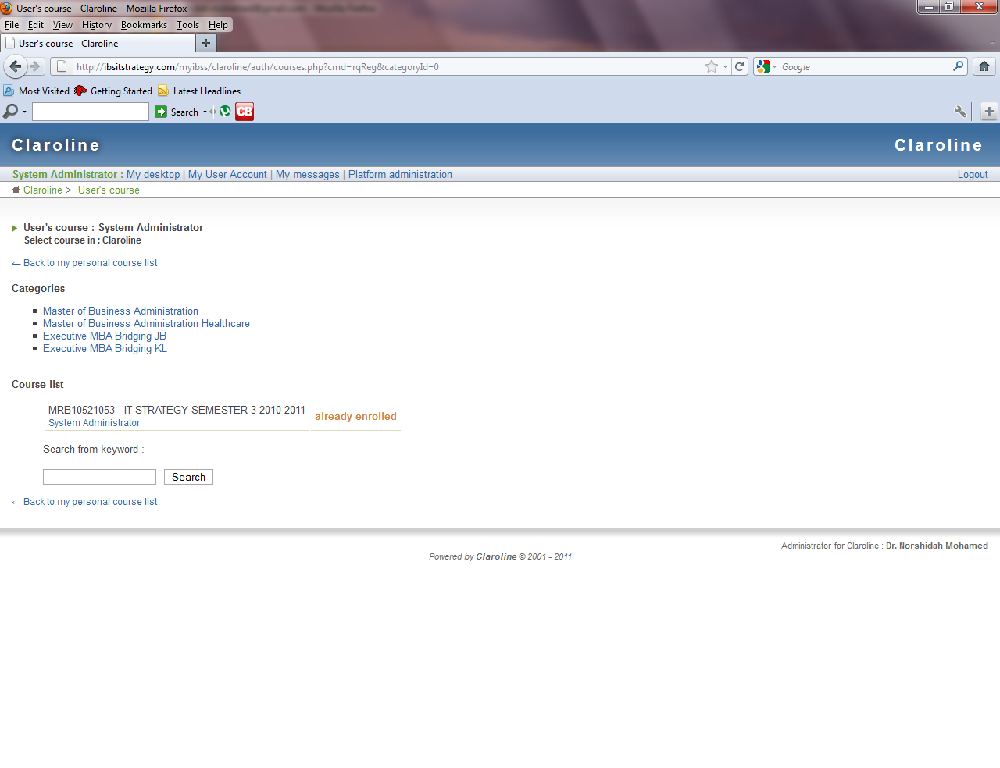 User's course - Claroline - Mozilla Firefox
File Edit View History Bookmarks Tools Help
User's course - Claroline
http://ibsitstrategy.com/myibss/claroline/auth/courses.php?cmd=rqReg&categoryId=0
Google
Most Visited Getting Started Latest Headlines
Search CB
Claroline Claroline
System Administrator : My desktop | My User Account | My messages | Platform administration Logout
Claroline > User's course
User's course : System Administrator
Select course in : Claroline
← Back to my personal course list
Categories
Master of Business Administration
Master of Business Administration Healthcare
Executive MBA Bridging JB
Executive MBA Bridging KL
Course list
MRB10521053 - IT STRATEGY SEMESTER 3 2010 2011
already enrolled
System Administrator
Search from keyword :
Search
← Back to my personal course list
Administrator for Claroline : Dr. Norshidah Mohamed
Powered by Claroline © 2001 - 2011